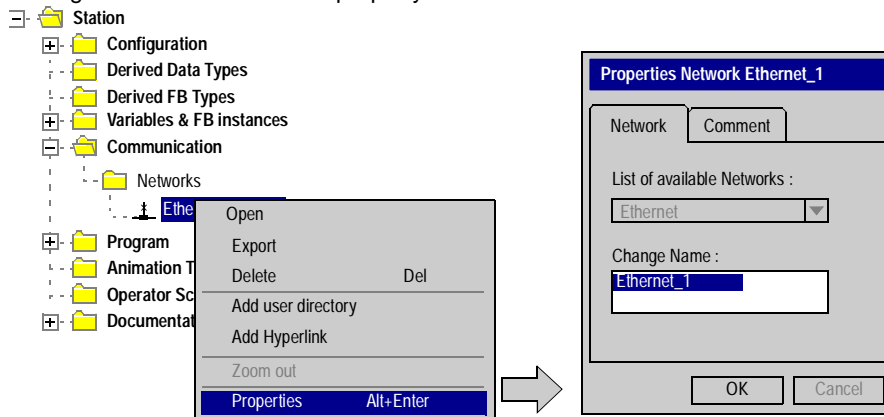 Station
Configuration
Derived Data Types
Derived FB Types
Variables & FB instances
Communication
Networks
Ethe
Program
Animation T
Operator Sc
Documentat
Open
Export
Delete Del
Add user directory
Add Hyperlink
Zoom out
Properties Alt+Enter
Properties Network Ethernet_1
Network Comment
List of available Networks :
Ethernet
Change Name :
Ethernet_1
OK Cancel